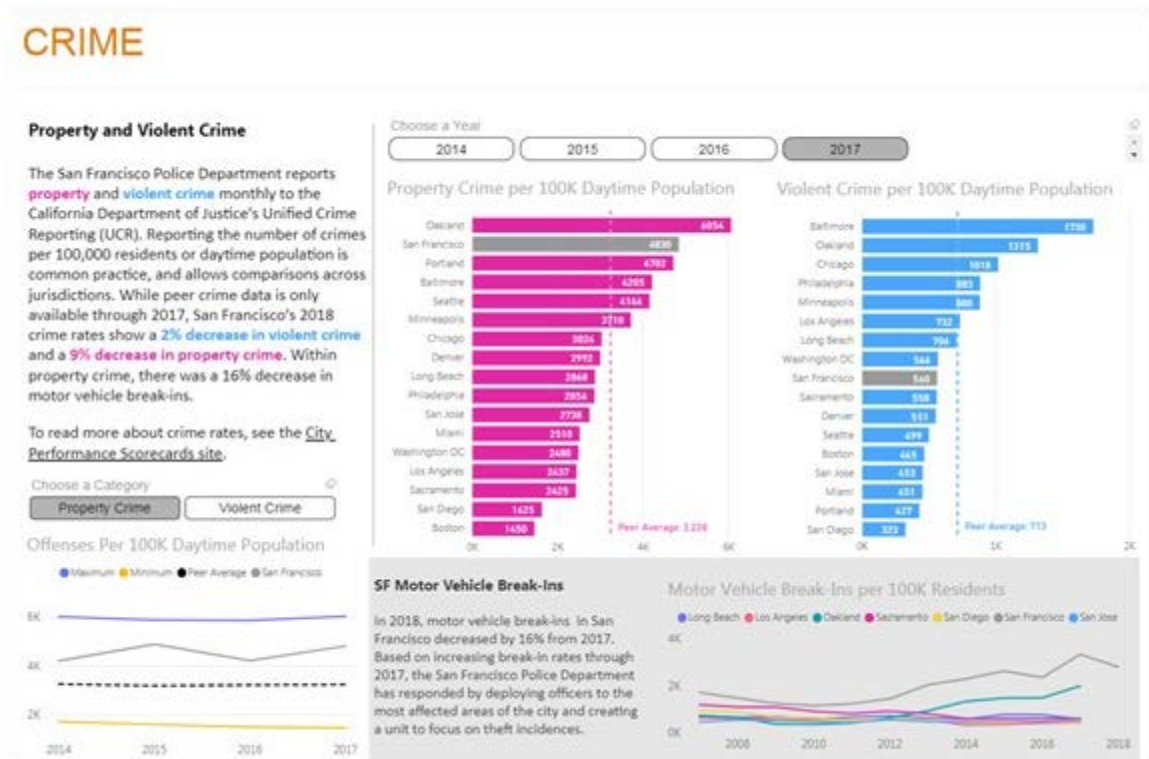 CRIME
Property and Violent Crime
The San Francisco Police Department reports
property and violent crime monthly to the
California Department of Justice's Unified Crime
Reporting (UCR). Reporting the number of crimes
per 100,000 residents or daytime population is
common practice, and allows comparisons across
jurisdictions. While peer crime data is only
available through 2017, San Francisco's 2018
crime rates show a 2% decrease in violent crime
and a 9% decrease in property crime. Within
property crime, there was a 16% decrease in
motor vehicle break-ins.
To read more about crime rates, see the City
Performance Scorecards site.
Choose a Category
Property Crime Violent Crime
Offenses Per 100K Daytime Population
Maximum Minimum Peer Average San Francisco
6K
4K
2K
2014 2015 2016 2017
Choose a Year
2014 2015 2016 2017
Property Crime per 100K Daytime Population
Oakland 6054
San Francisco 4830
Portland 4702
Baltimore 4205
Seattle 4144
Minneapolis 3710
Chicago 3024
Denver 2992
Long Beach 2868
Philadelphia 2856
San Jose 2738
Miami 2510
Washington DC 2480
Los Angeles 2437
Sacramento 2425
San Diego 1625
Boston 1450
Peer Average: 3,228
0K 2K 4K 6K
Violent Crime per 100K Daytime Population
Baltimore 1730
Oakland 1315
Chicago 1018
Philadelphia 883
Minneapolis 880
Los Angeles 732
Long Beach 706
Washington DC 566
San Francisco 560
Sacramento 558
Denver 553
Seattle 499
Boston 465
San Jose 453
Miami 451
Portland 427
San Diego 323
Peer Average: 713
0K 1K 2K
SF Motor Vehicle Break-Ins
In 2018, motor vehicle break-ins in San
Francisco decreased by 16% from 2017.
Based on increasing break-in rates through
2017, the San Francisco Police Department
has responded by deploying officers to the
most affected areas of the city and creating
a unit to focus on theft incidences.
Motor Vehicle Break-Ins per 100K Residents
Long Beach Los Angeles Oakland Sacramento San Diego San Francisco San Jose
4K
2K
0K
2008 2010 2012 2014 2016 2018